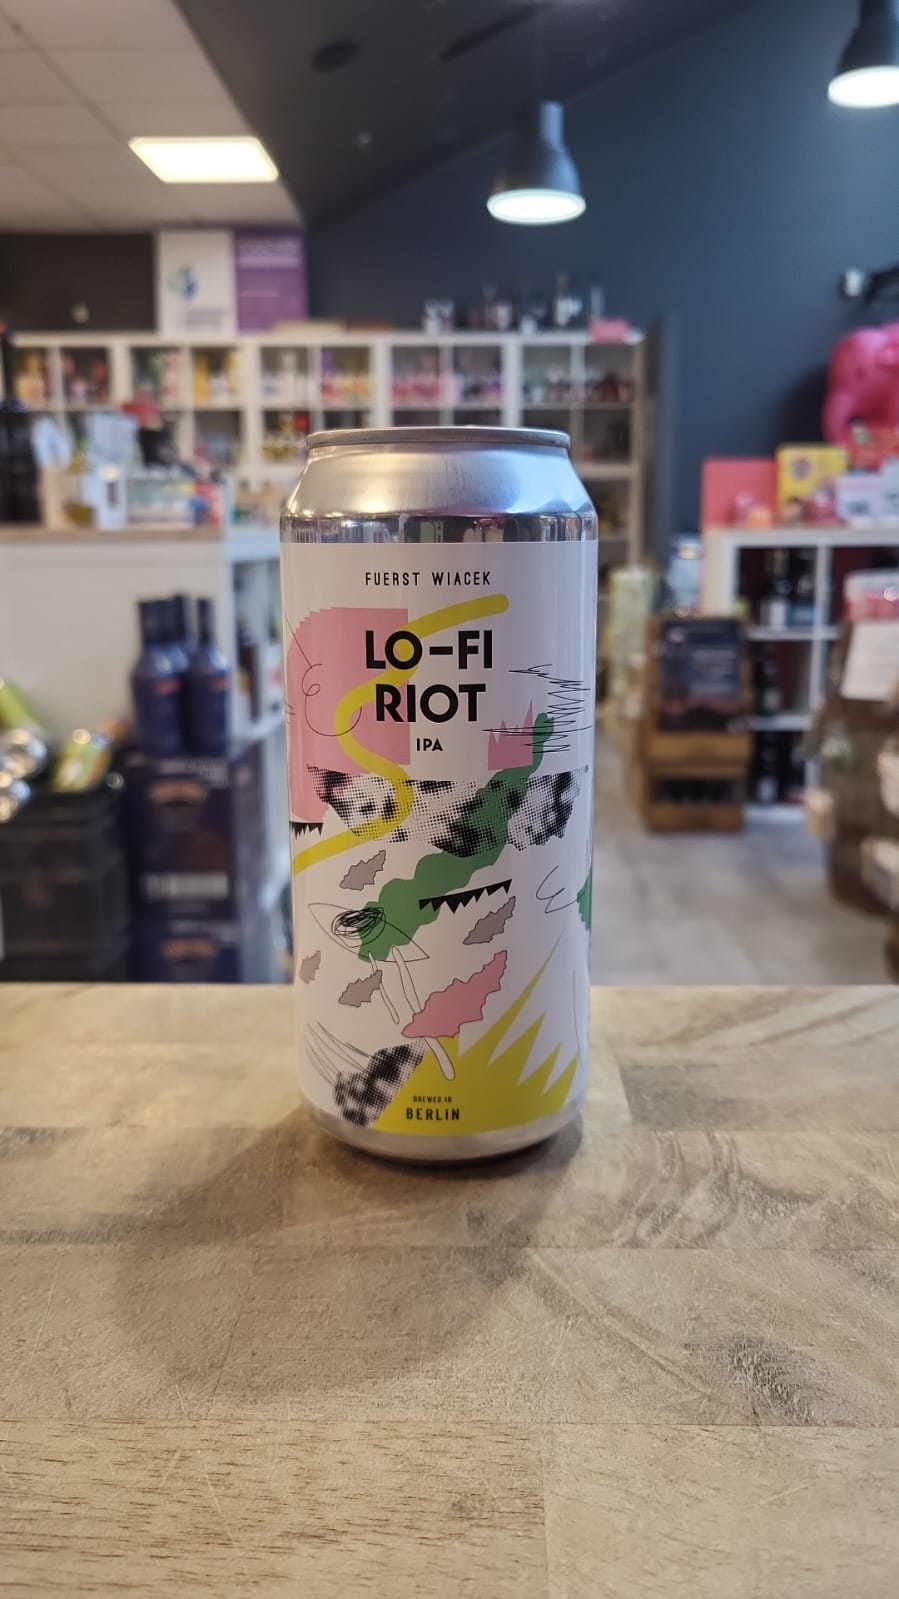 FUERST WIACEK
LO-FI
RIOT
IPA
BREWED IN
BERLIN